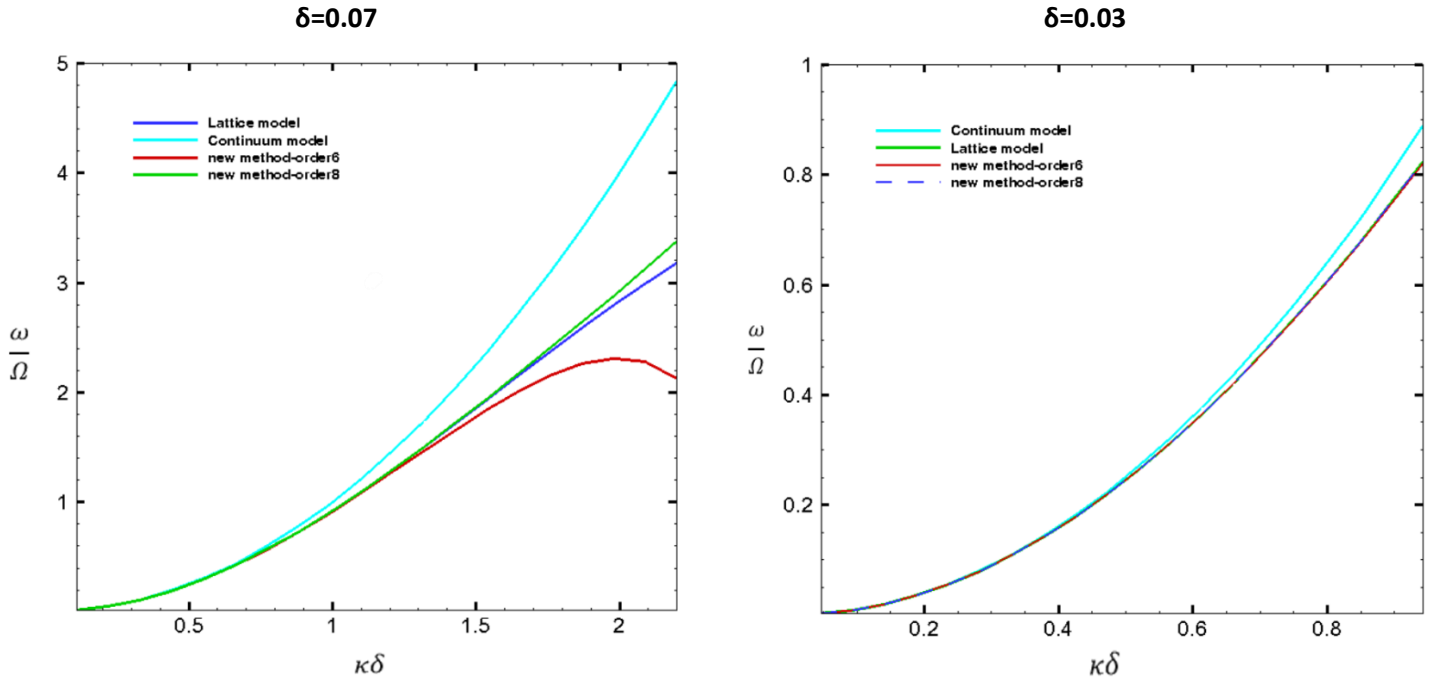 δ=0.07
5
4
3
2
1
0.5
1
1.5
2
ω
Ω
κδ
Lattice model
Continuum model
new method-order6
new method-order8
δ=0.03
1
0.8
0.6
0.4
0.2
0.2
0.4
0.6
0.8
ω
Ω
κδ
Continuum model
Lattice model
new method-order6
new method-order8